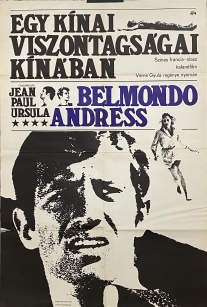 EGY KÍNAI
VISZONTAGSÁGAI
KÍNÁBAN
Színes francia-olasz
kalandfilm
Verne Gyula regénye nyomán
JEAN
PAUL
BELMONDO
URSULA
ANDRESS